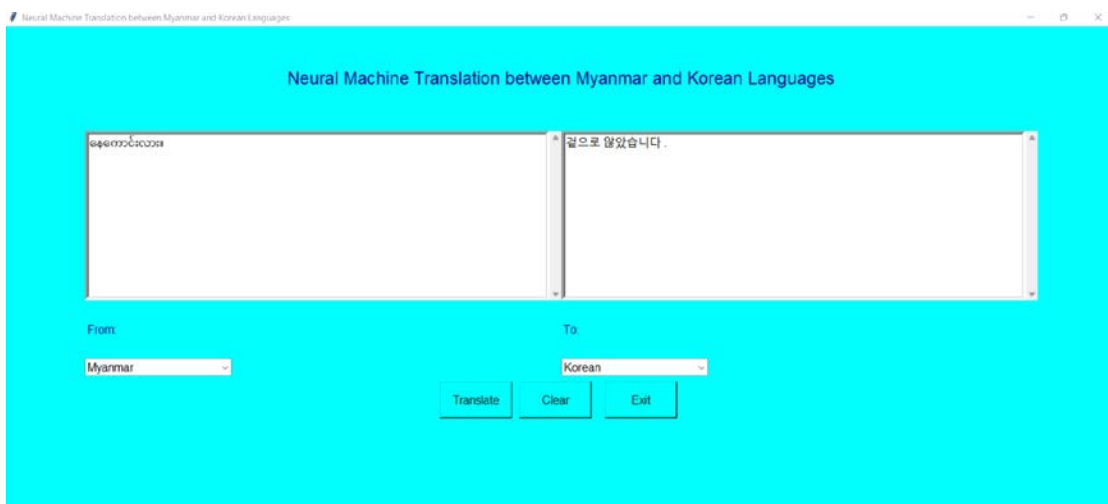 Neural Machine Translation between Myanmar and Korean Languages
Neural Machine Translation between Myanmar and Korean Languages
နေကောင်းလား။
겉으로 않았습니다 .
From:
To:
Myanmar
Korean
Translate
Clear
Exit